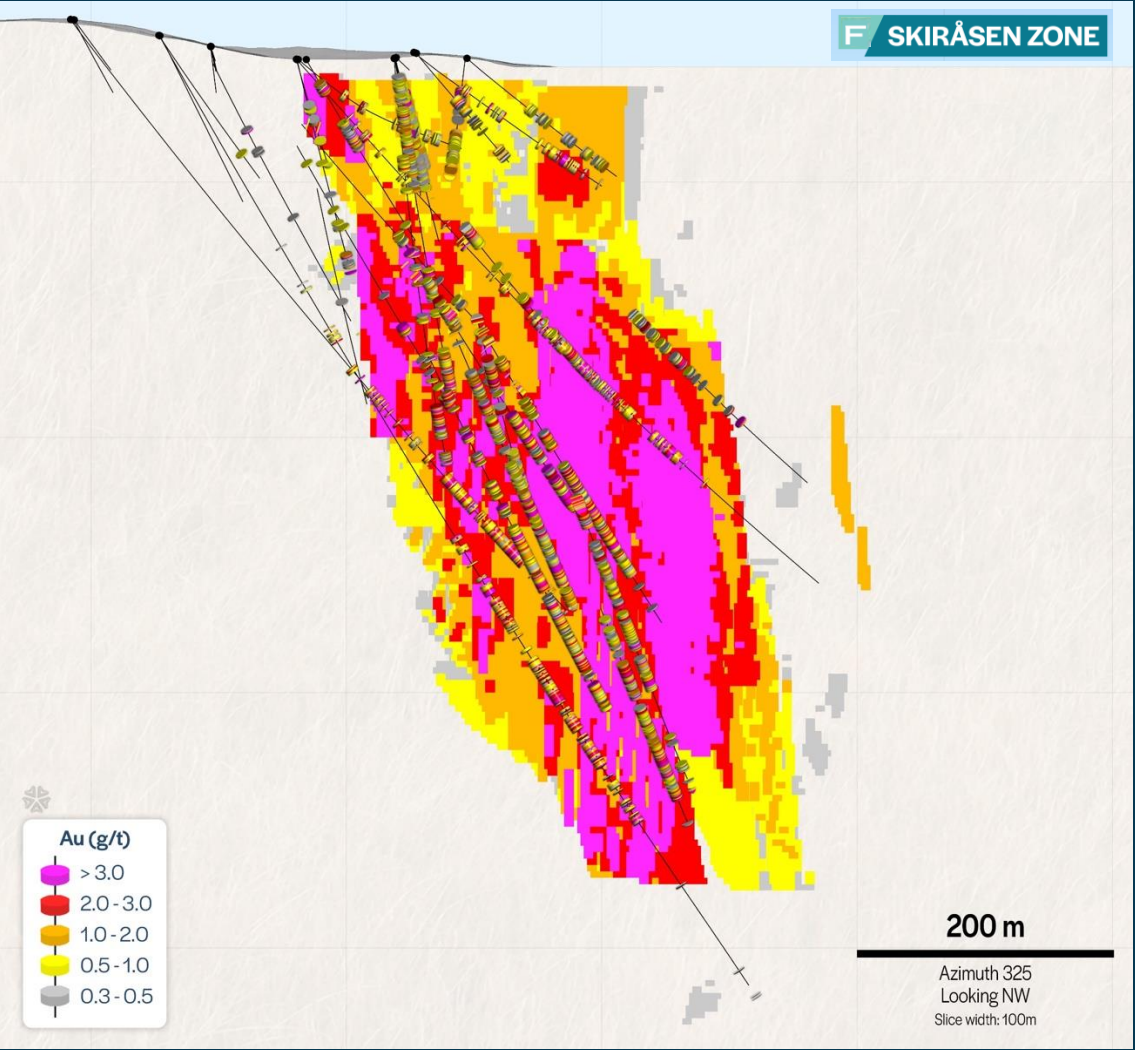 F SKIRÅSEN ZONE
Au (g/t)
> 3.0
2.0 - 3.0
1.0 - 2.0
0.5 - 1.0
0.3 - 0.5
200 m
Azimuth 325
Looking NW
Slice width: 100m